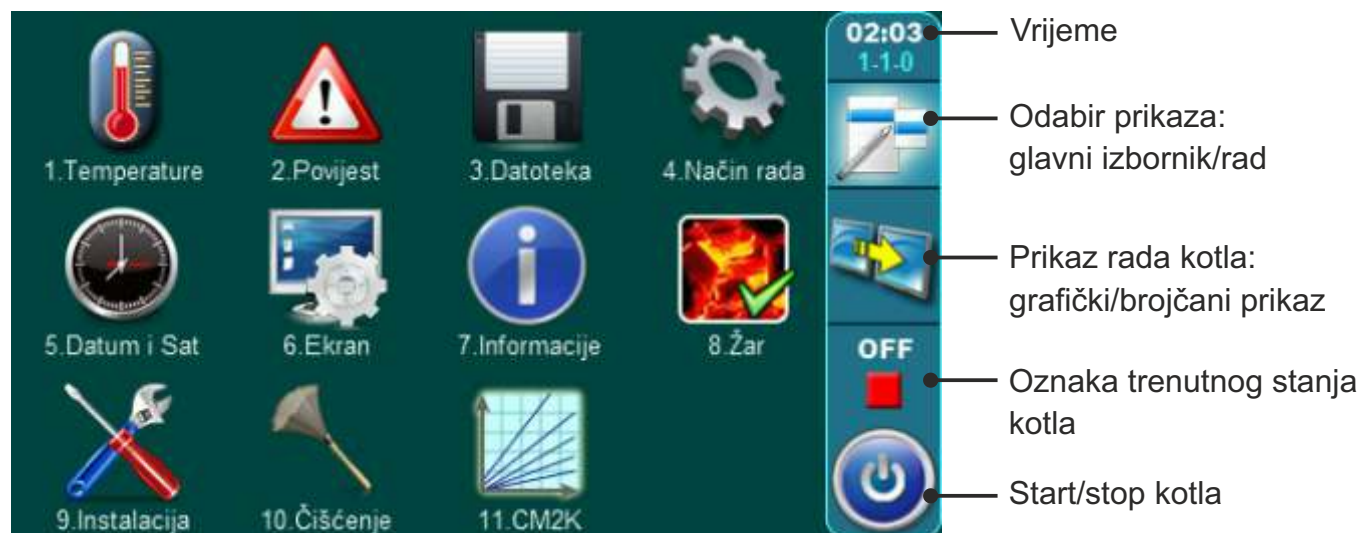 1.Temperature
2.Povijest
3.Datoteka
4.Način rada
5.Datum i Sat
6.Ekran
7.Informacije
8.Žar
9.Instalacija
10.Čišćenje
11.CM2K
02:03
1-1-0
OFF
Vrijeme
Odabir prikaza:
glavni izbornik/rad
Prikaz rada kotla:
grafički/brojčani prikaz
Oznaka trenutnog stanja
kotla
Start/stop kotla